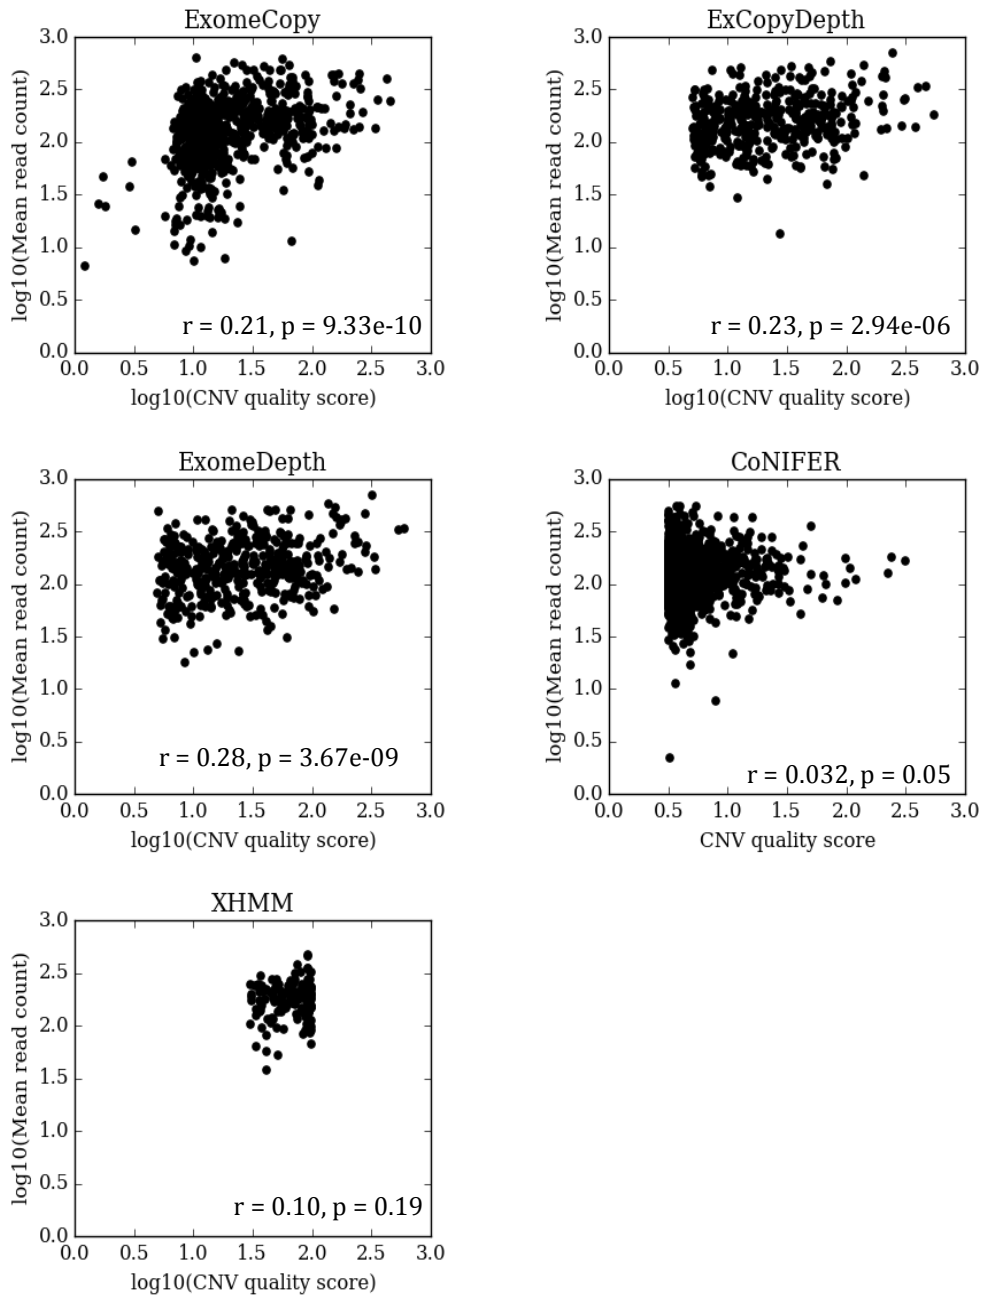 ExomeCopy
3.0
2.5
2.0
1.5
1.0
0.5
0.0
log10(Mean read count)
r = 0.21, p = 9.33e-10
0.0 0.5 1.0 1.5 2.0 2.5 3.0
log10(CNV quality score)
ExCopyDepth
3.0
2.5
2.0
1.5
1.0
0.5
0.0
log10(Mean read count)
r = 0.23, p = 2.94e-06
0.0 0.5 1.0 1.5 2.0 2.5 3.0
log10(CNV quality score)
ExomeDepth
3.0
2.5
2.0
1.5
1.0
0.5
0.0
log10(Mean read count)
r = 0.28, p = 3.67e-09
0.0 0.5 1.0 1.5 2.0 2.5 3.0
log10(CNV quality score)
CoNIFER
3.0
2.5
2.0
1.5
1.0
0.5
0.0
log10(Mean read count)
r = 0.032, p = 0.05
0.0 0.5 1.0 1.5 2.0 2.5 3.0
CNV quality score
XHMM
3.0
2.5
2.0
1.5
1.0
0.5
0.0
log10(Mean read count)
r = 0.10, p = 0.19
0.0 0.5 1.0 1.5 2.0 2.5 3.0
log10(CNV quality score)